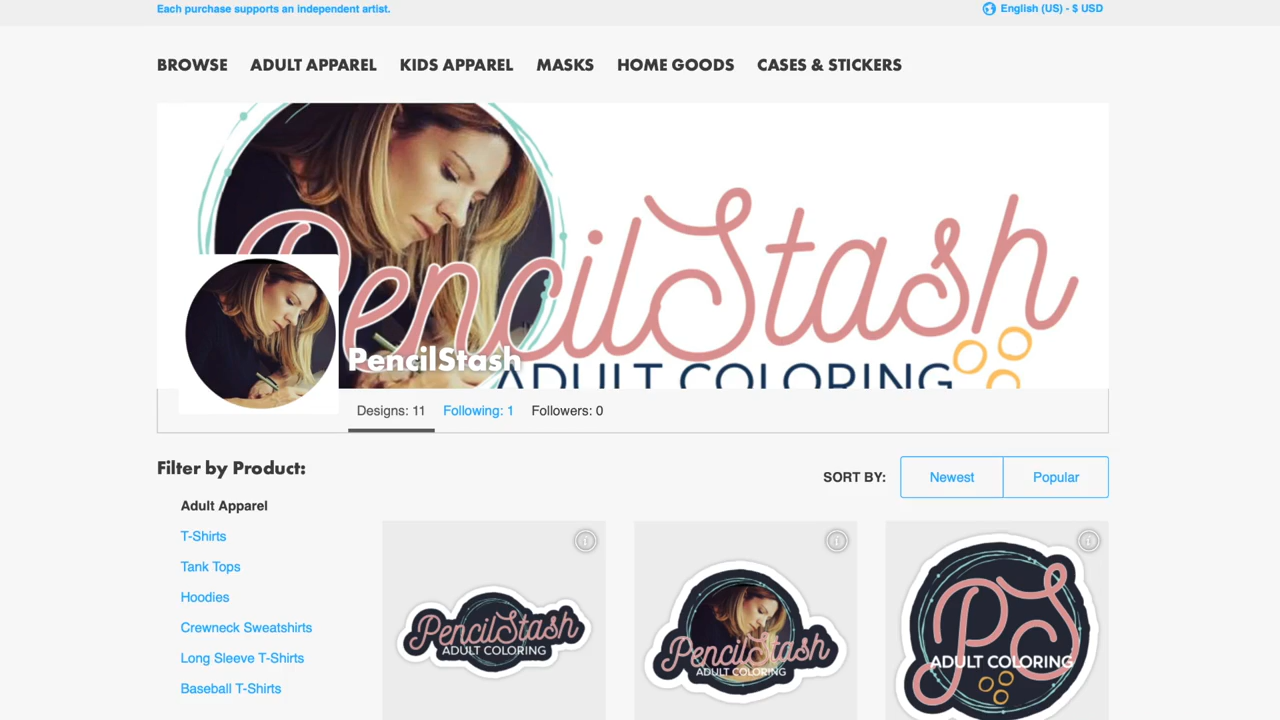 Each purchase supports an independent artist.
English (US) - $ USD
BROWSE ADULT APPAREL KIDS APPAREL MASKS HOME GOODS CASES & STICKERS
PencilStash
ADULT COLORING
PencilStash
Designs: 11 Following: 1 Followers: 0
Filter by Product:
SORT BY: Newest Popular
Adult Apparel
T-Shirts
Tank Tops
Hoodies
Crewneck Sweatshirts
Long Sleeve T-Shirts
Baseball T-Shirts
PencilStash
ADULT COLORING
PencilStash
ADULT COLORING
PS
ADULT COLORING